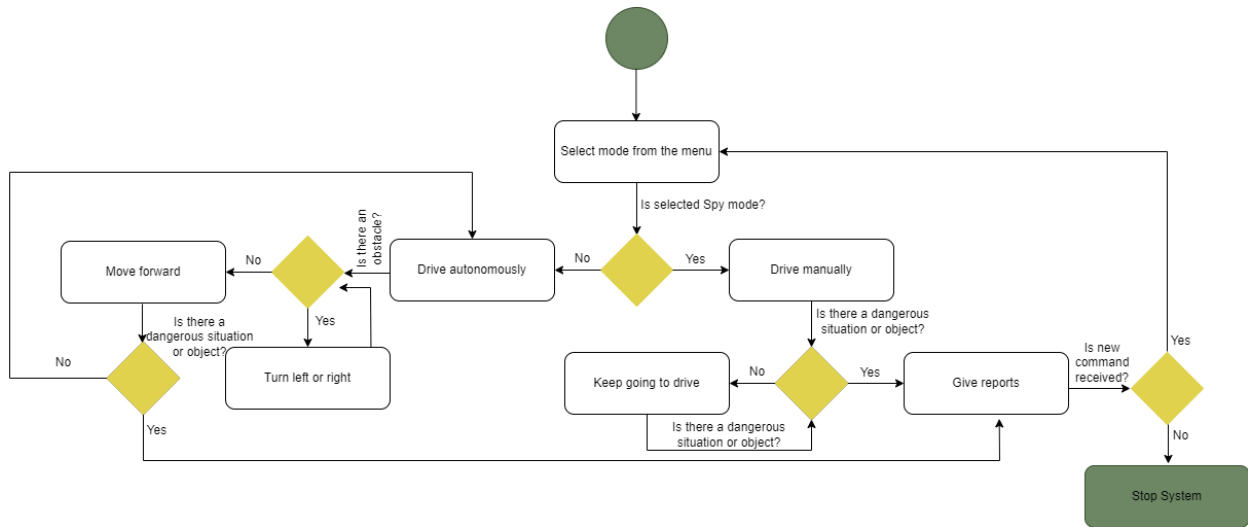 Select mode from the menu
Is selected Spy mode?
Is there an
obstacle?
Move forward
No
Drive autonomously
No
Yes
Drive manually
Is there a
dangerous situation
or object?
Yes
Is there a dangerous
situation or object?
No
Turn left or right
Keep going to drive
No
Yes
Give reports
Is new
command
received?
Yes
Yes
Is there a dangerous
situation or object?
No
Stop System